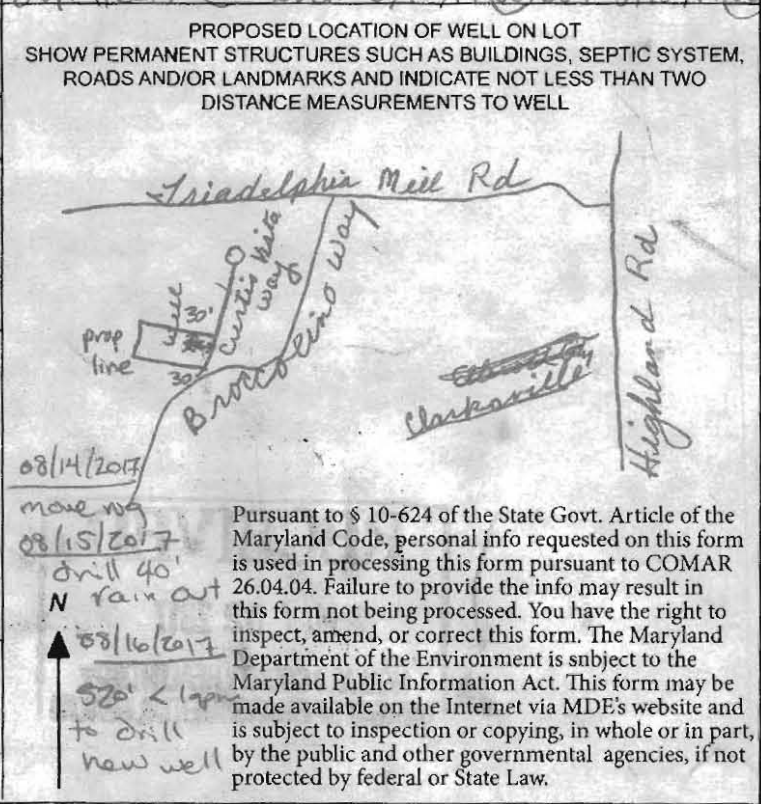 PROPOSED LOCATION OF WELL ON LOT
SHOW PERMANENT STRUCTURES SUCH AS BUILDINGS, SEPTIC SYSTEM,
ROADS AND/OR LANDMARKS AND INDICATE NOT LESS THAN TWO
DISTANCE MEASUREMENTS TO WELL
Triadelphia Mill Rd
Curtis Vista
Way
Broccolino Way
Highland Rd
well
30'
prop
line
30'
Clarksville
08/14/2017
move rig
08/15/2017
drill 40'
rain out
N
08/16/2017
520' < 1gpm
to drill
new well
Pursuant to § 10-624 of the State Govt. Article of the
Maryland Code, personal info requested on this form
is used in processing this form pursuant to COMAR
26.04.04. Failure to provide the info may result in
this form not being processed. You have the right to
inspect, amend, or correct this form. The Maryland
Department of the Environment is subject to the
Maryland Public Information Act. This form may be
made available on the Internet via MDE's website and
is subject to inspection or copying, in whole or in part,
by the public and other governmental agencies, if not
protected by federal or State Law.